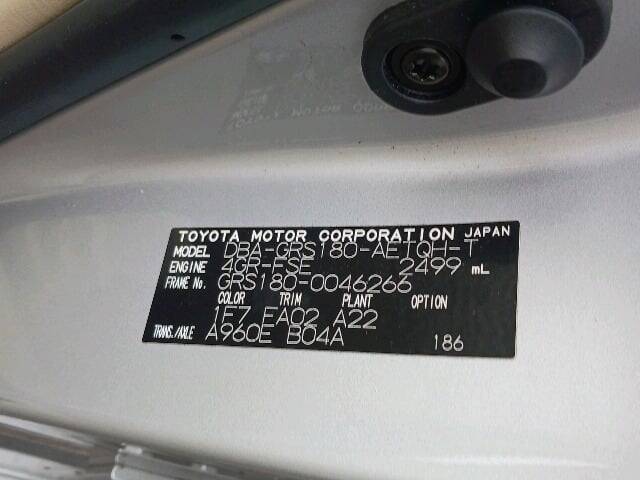 TOYOTA MOTOR CORPORATION JAPAN
MODEL DBA-GRS180-AETQH-T
ENGINE 4GR-FSE 2499 mL
FRAME No. GRS180-0046266
COLOR TRIM PLANT OPTION
1F7 FA02 A22
TRANS./AXLE A960E B04A 186